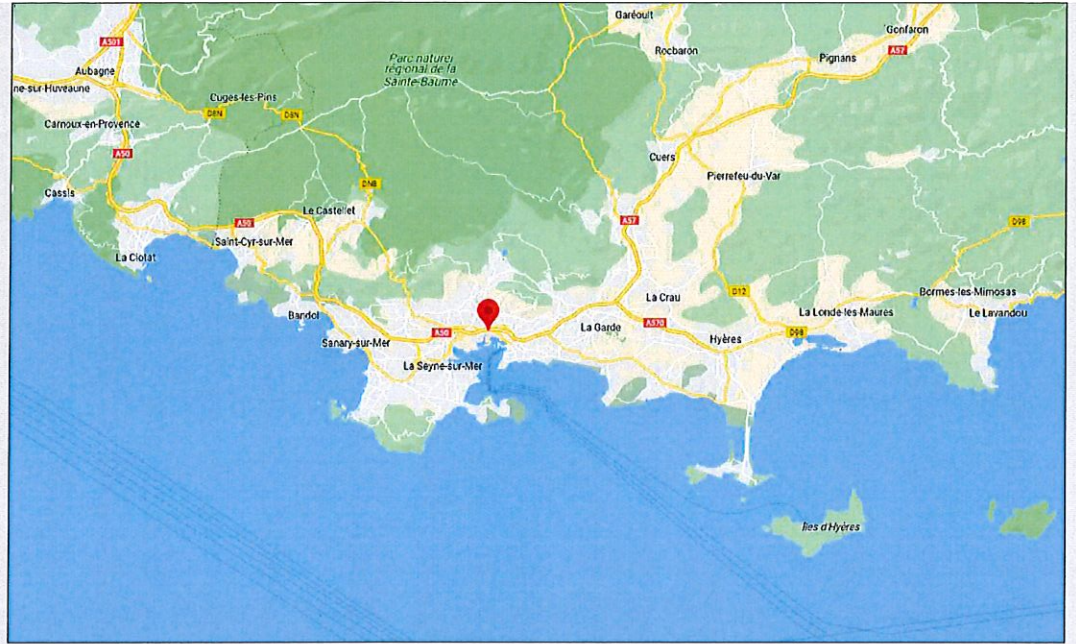 Garéoult
Gonfaron
A501
Rocbaron
A57
Parc naturel
régional de la
Sainte-Baume
Pignans
Aubagne
ne-sur-Huveaune
Cuges-les-Pins
D8N
D8N
Carnoux-en-Provence
A50
Cuers
Pierrefeu-du-Var
DN8
Cassis
Le Castellet
A50
A57
D98
Saint-Cyr-sur-Mer
La Ciotat
D12
Bormes-les-Mimosas
La Crau
La Londe-les-Maures
Le Lavandou
Bandol
A50
La Garde
A570
Hyères
D98
Sanary-sur-Mer
La Seyne-sur-Mer
Îles d'Hyères